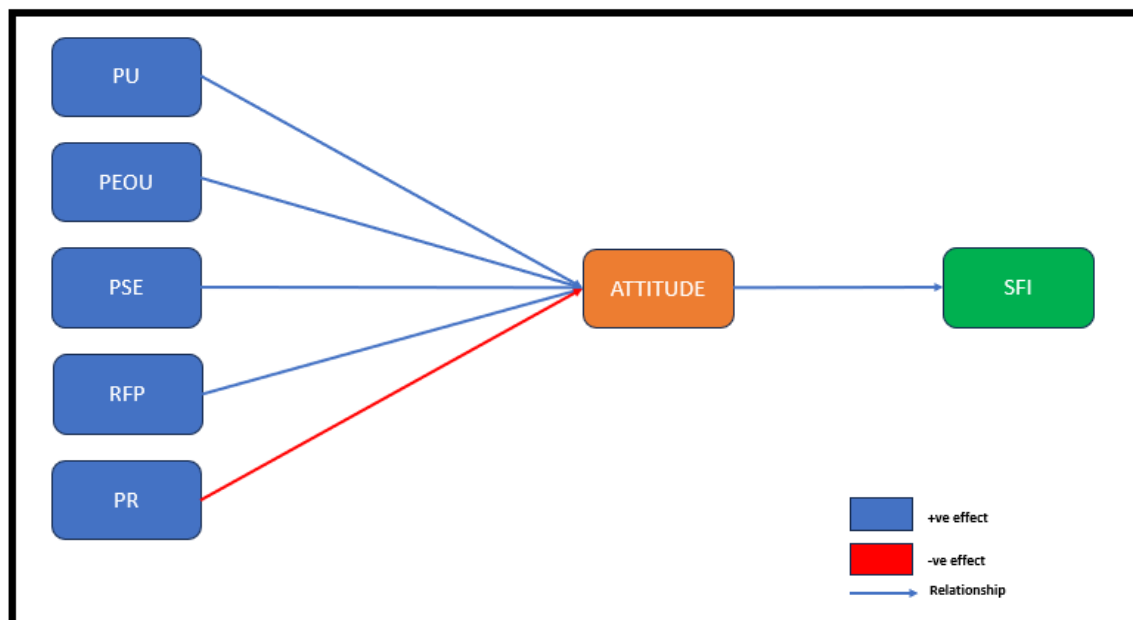 PU
PEOU
PSE
RFP
PR
ATTITUDE
SFI
+ve effect
-ve effect
Relationship